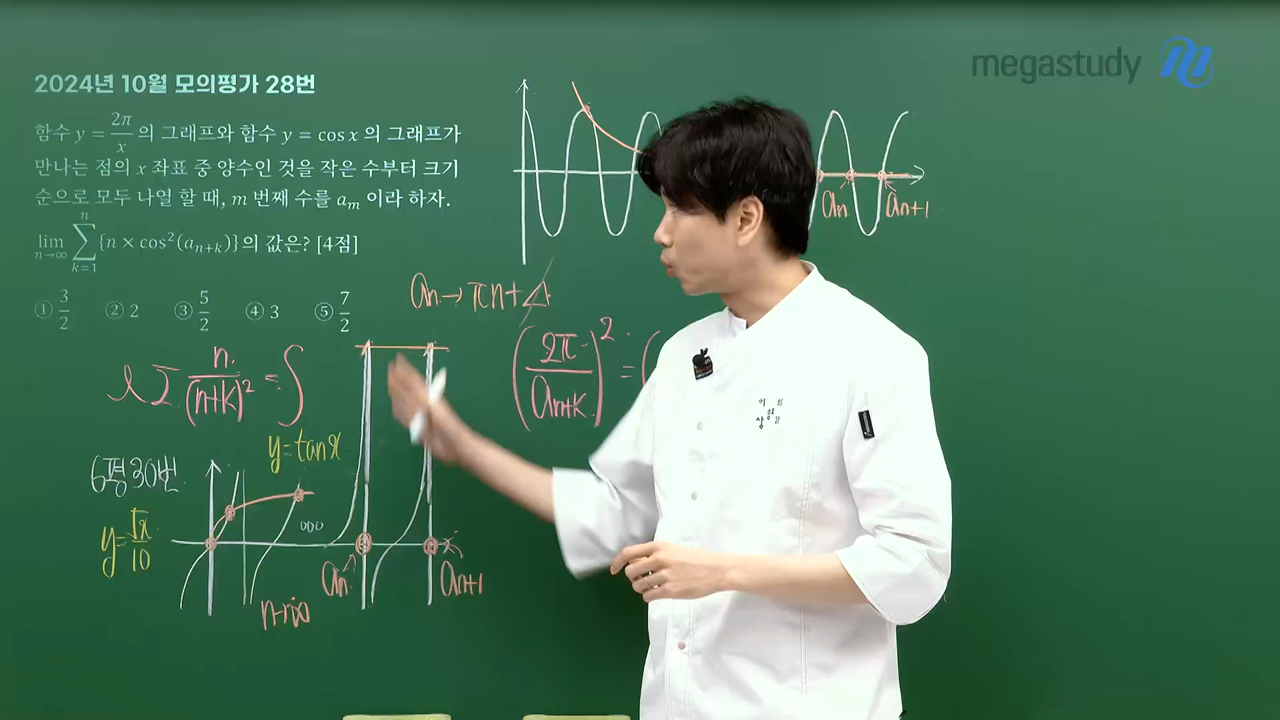 megastudy
2024년 10월 모의평가 28번
함수 y = 2π/x 의 그래프와 함수 y = cos x 의 그래프가
만나는 점의 x 좌표 중 양수인 것을 작은 수부터 크기
순으로 모두 나열 할 때, m 번째 수를 a_m 이라 하자.
lim_{n→∞} Σ_{k=1}^{n} {n × cos²(a_{n+k})}의 값은? [4점]
① 3/2 ② 2 ③ 5/2 ④ 3 ⑤ 7/2
an an+1
an → πn +
(2π/an+k)² = (
Σ n/(n+k)² = ∫
y=tanx
6평 30번
y=√x/10
an an+1
n→∞